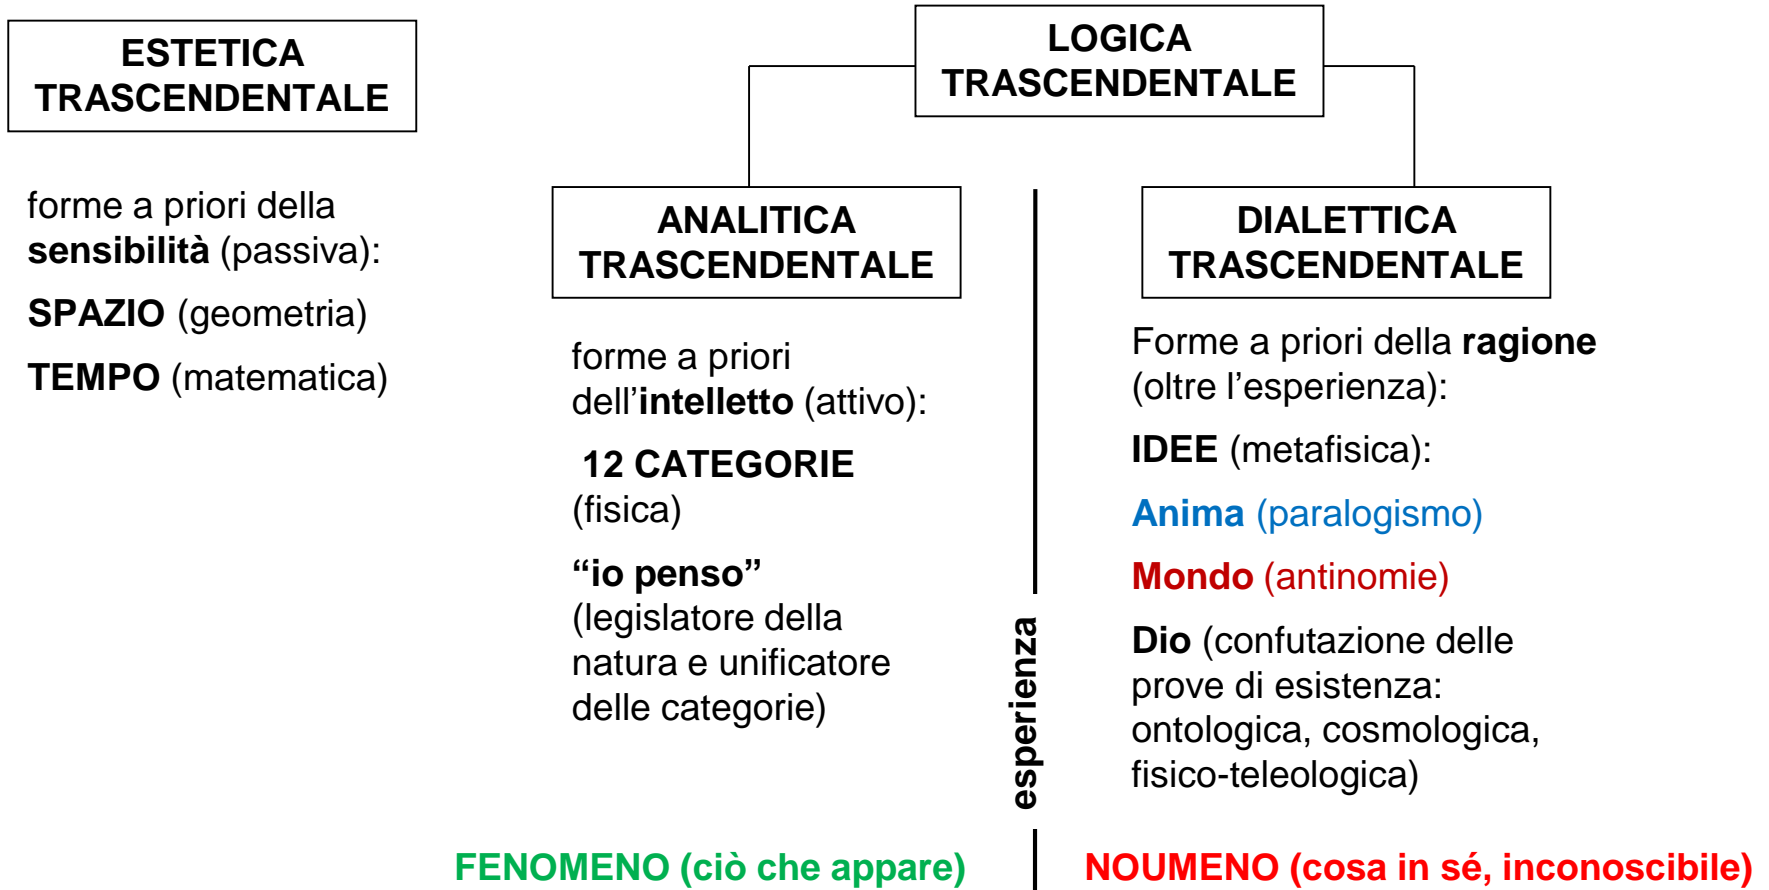 ESTETICA
TRASCENDENTALE
forme a priori della
sensibilità (passiva):
SPAZIO (geometria)
TEMPO (matematica)
LOGICA
TRASCENDENTALE
ANALITICA
TRASCENDENTALE
forme a priori
dell’intelletto (attivo):
12 CATEGORIE
(fisica)
“io penso”
(legislatore della
natura e unificatore
delle categorie)
esperienza
DIALETTICA
TRASCENDENTALE
Forme a priori della ragione
(oltre l’esperienza):
IDEE (metafisica):
Anima (paralogismo)
Mondo (antinomie)
Dio (confutazione delle
prove di esistenza:
ontologica, cosmologica,
fisico-teleologica)
FENOMENO (ciò che appare)
NOUMENO (cosa in sé, inconoscibile)